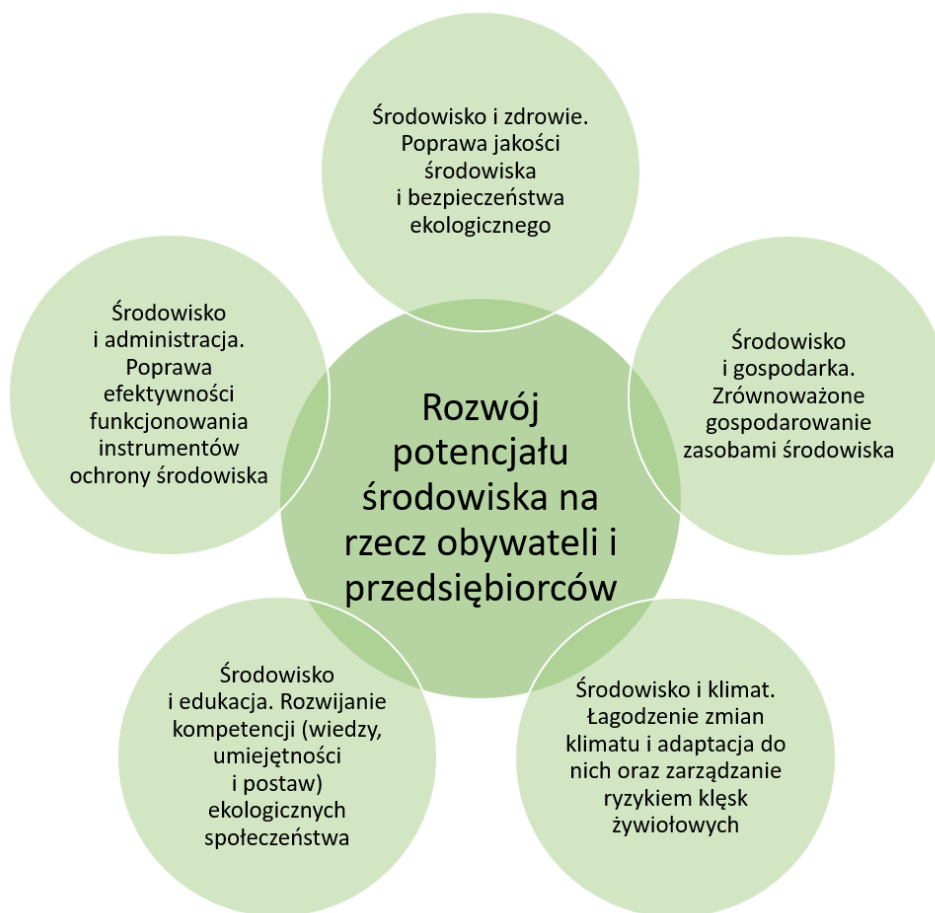 Środowisko i zdrowie.
Poprawa jakości
środowiska
i bezpieczeństwa
ekologicznego
Środowisko
i administracja.
Poprawa
efektywności
funkcjonowania
instrumentów
ochrony środowiska
Środowisko
i gospodarka.
Zrównoważone
gospodarowanie
zasobami środowiska
Rozwój
potencjału
środowiska na
rzecz obywateli i
przedsiębiorców
Środowisko
i edukacja. Rozwijanie
kompetencji (wiedzy,
umiejętności
i postaw)
ekologicznych
społeczeństwa
Środowisko i klimat.
Łagodzenie zmian
klimatu i adaptacja do
nich oraz zarządzanie
ryzykiem klęsk
żywiołowych